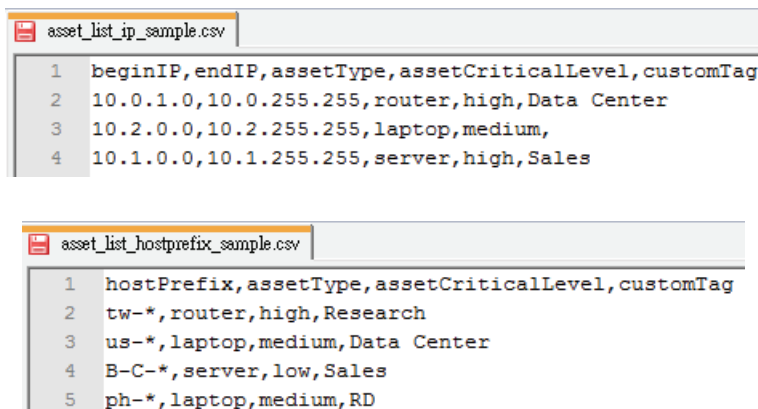 asset_list_ip_sample.csv
1 beginIP,endIP,assetType,assetCriticalLevel,customTag
2 10.0.1.0,10.0.255.255,router,high,Data Center
3 10.2.0.0,10.2.255.255,laptop,medium,
4 10.1.0.0,10.1.255.255,server,high,Sales
asset_list_hostprefix_sample.csv
1 hostPrefix,assetType,assetCriticalLevel,customTag
2 tw-*,router,high,Research
3 us-*,laptop,medium,Data Center
4 B-C-*,server,low,Sales
5 ph-*,laptop,medium,RD